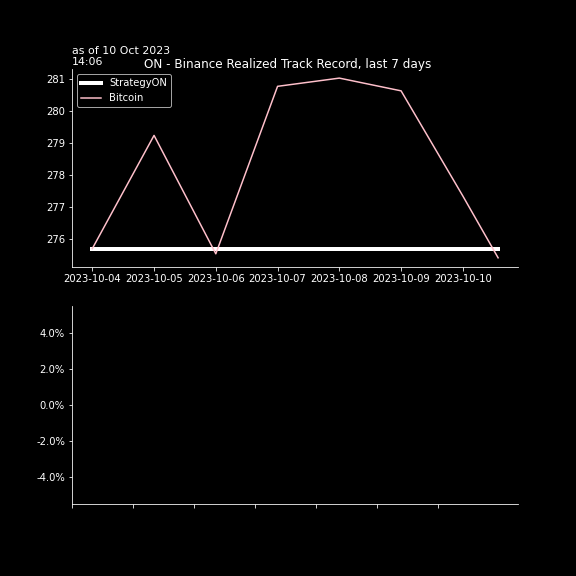 as of 10 Oct 2023
14:06
ON - Binance Realized Track Record, last 7 days
StrategyON
Bitcoin
281
280
279
278
277
276
2023-10-04 2023-10-05 2023-10-06 2023-10-07 2023-10-08 2023-10-09 2023-10-10
4.0%
2.0%
0.0%
-2.0%
-4.0%